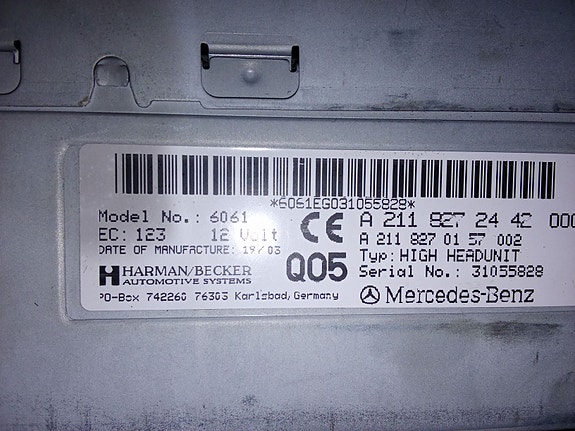 *6061EG031055828*
Model No.: 6061
EC: 123 12 Volt
DATE OF MANUFACTURE: 19/03
HARMAN/BECKER
AUTOMOTIVE SYSTEMS
PO-Box 742260 76303 Karlsbad, Germany
CE
Q05
A 211 827 24 42 000
A 211 827 01 57 002
Typ: HIGH HEADUNIT
Serial No.: 31055828
Mercedes-Benz